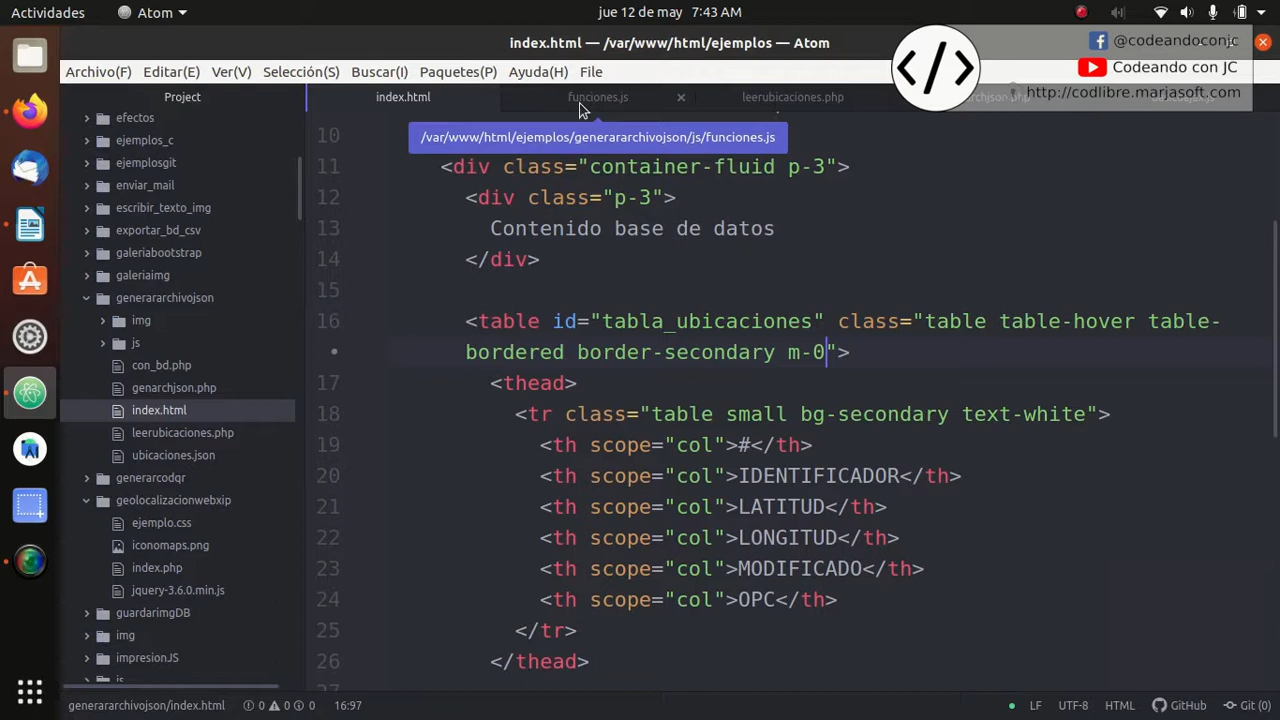 Actividades
Atom
jue 12 de may 7:43 AM
index.html — /var/www/html/ejemplos — Atom
@codeandoconjc
Codeando con JC
http://codlibre.marjasoft.com
Archivo(F) Editar(E) Ver(V) Selección(S) Buscar(I) Paquetes(P) Ayuda(H) File
Project
index.html
funciones.js
leerubicaciones.php
/var/www/html/ejemplos/generararchivojson/js/funciones.js
efectos
ejemplos_c
ejemplosgit
enviar_mail
escribir_texto_img
exportar_bd_csv
galeriabootstrap
galeriaimg
generararchivojson
img
js
con_bd.php
genarchjson.php
index.html
leerubicaciones.php
ubicaciones.json
generarcodqr
geolocalizacionwebxip
ejemplo.css
iconomaps.png
index.php
jquery-3.6.0.min.js
guardarimgDB
img
impresionJS
js
10
11 <div class="container-fluid p-3">
12 <div class="p-3">
13 Contenido base de datos
14 </div>
15
16 <table id="tabla_ubicaciones" class="table table-hover table-
bordered border-secondary m-0">
17 <thead>
18 <tr class="table small bg-secondary text-white">
19 <th scope="col">#</th>
20 <th scope="col">IDENTIFICADOR</th>
21 <th scope="col">LATITUD</th>
22 <th scope="col">LONGITUD</th>
23 <th scope="col">MODIFICADO</th>
24 <th scope="col">OPC</th>
25 </tr>
26 </thead>
27
generararchivojson/index.html
0 0 0
16:97
LF UTF-8 HTML GitHub Git (0)